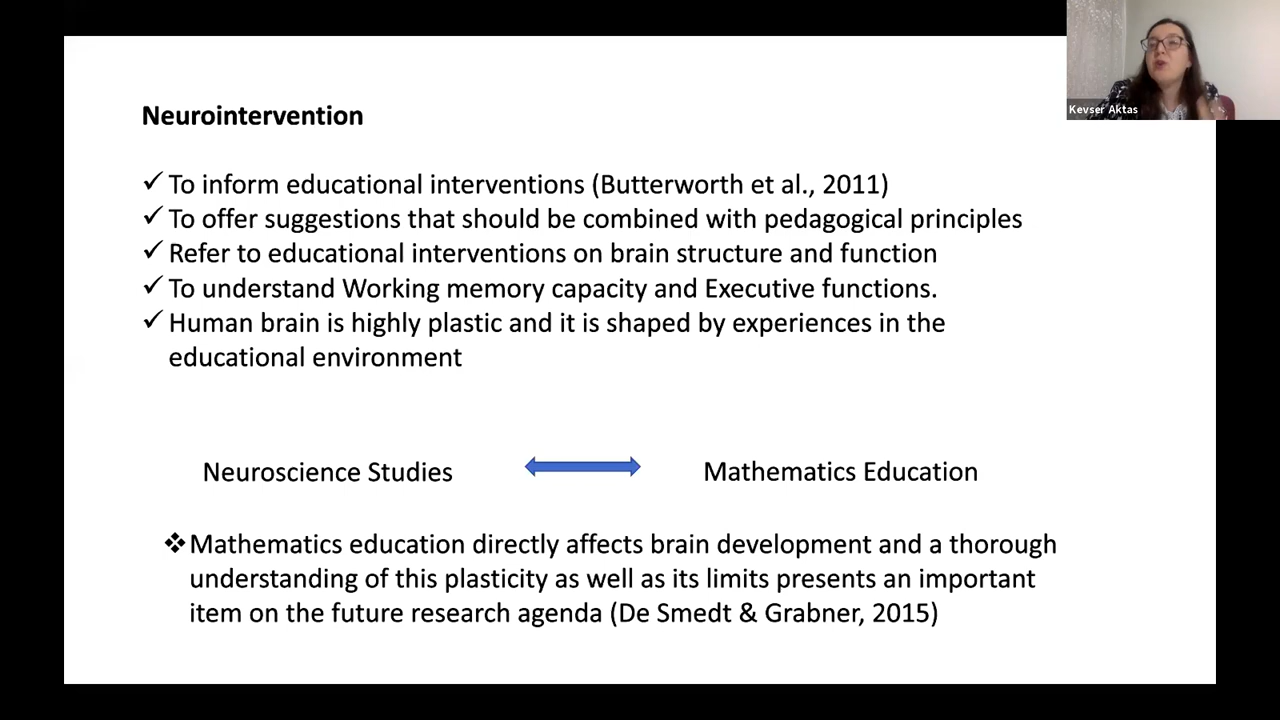 Kevser Aktas
Neurointervention
✓ To inform educational interventions (Butterworth et al., 2011)
✓ To offer suggestions that should be combined with pedagogical principles
✓ Refer to educational interventions on brain structure and function
✓ To understand Working memory capacity and Executive functions.
✓ Human brain is highly plastic and it is shaped by experiences in the
educational environment
Neuroscience Studies
Mathematics Education
❖ Mathematics education directly affects brain development and a thorough
understanding of this plasticity as well as its limits presents an important
item on the future research agenda (De Smedt & Grabner, 2015)